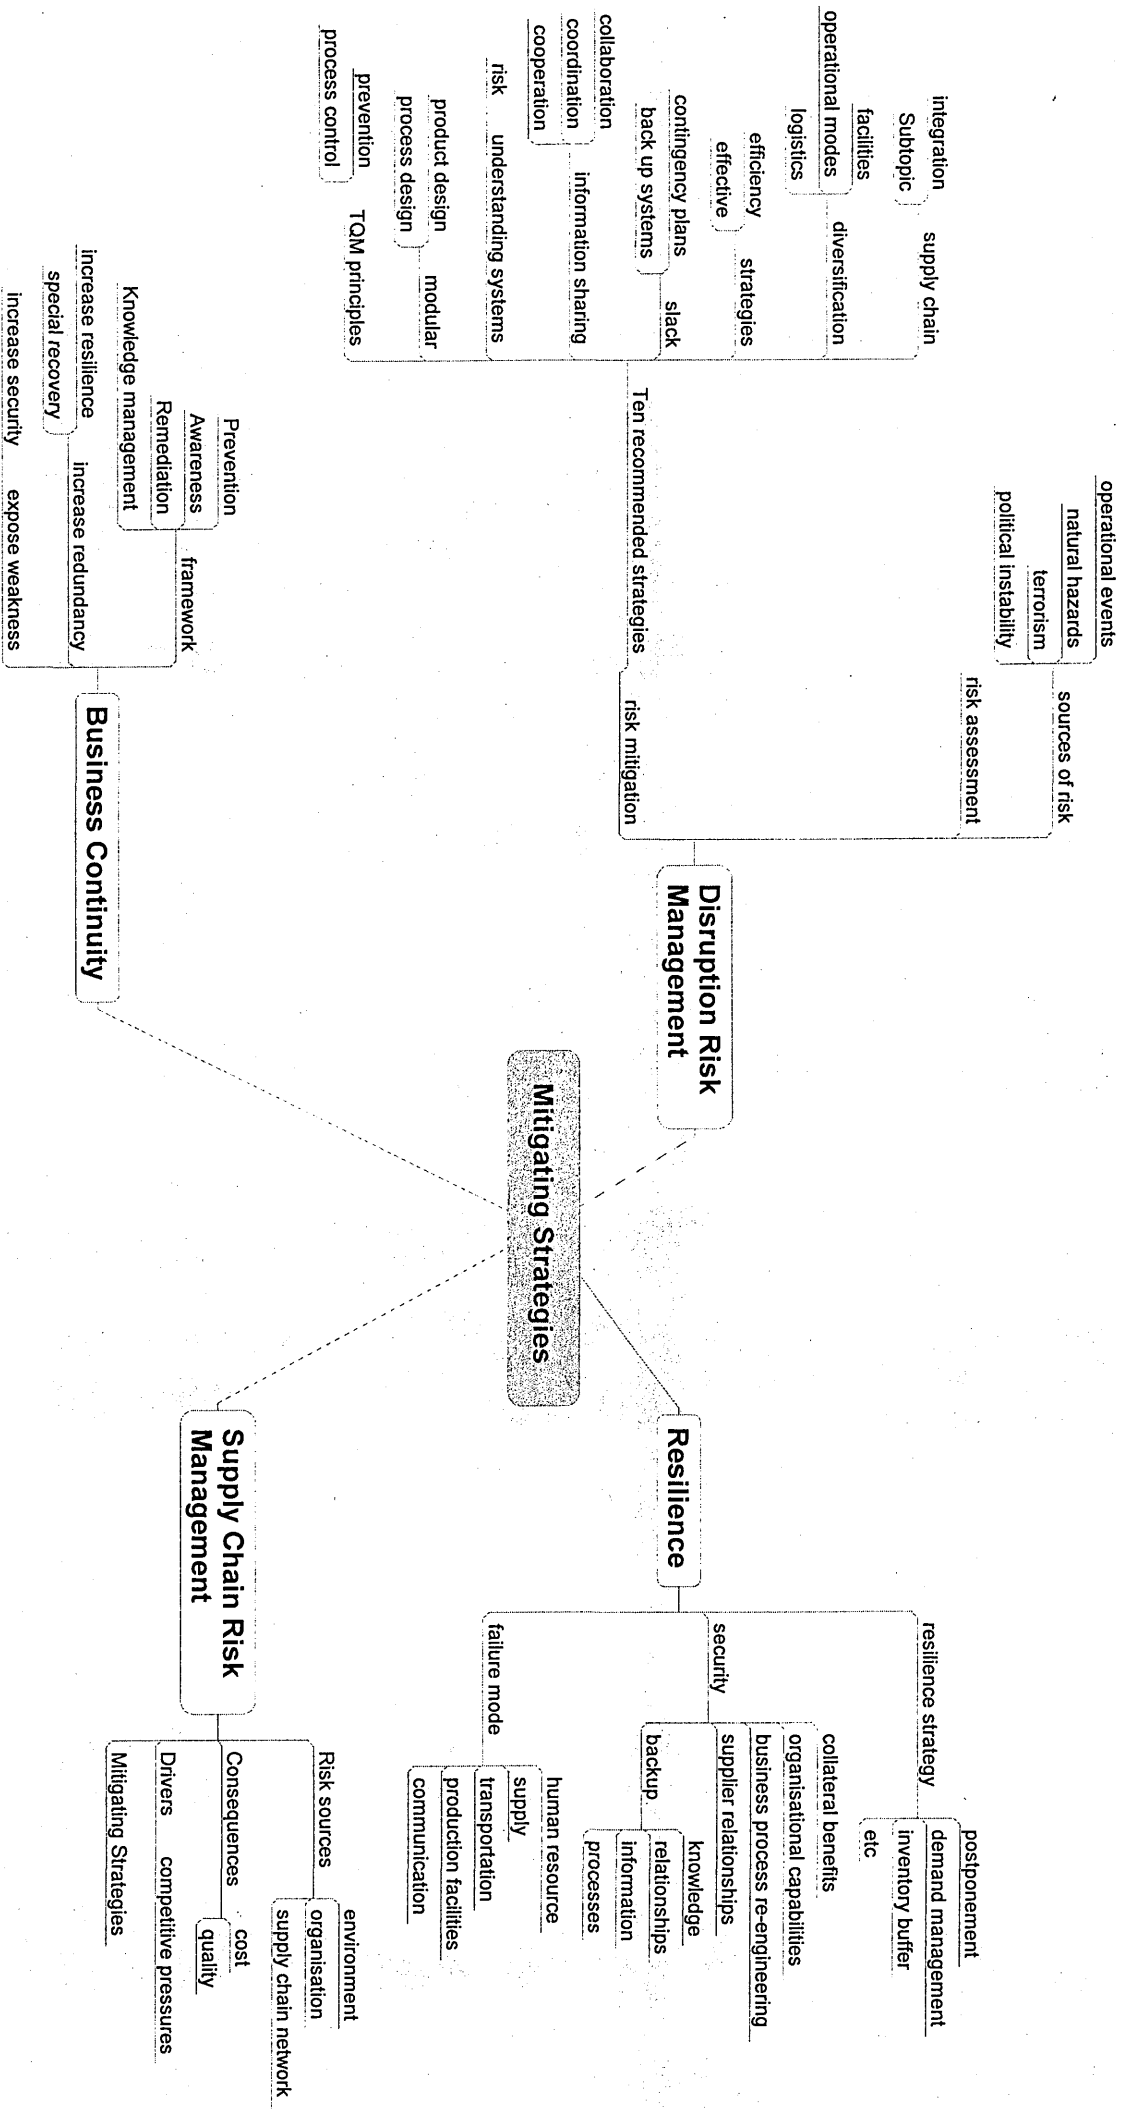 operational events
natural hazards
terrorism
political instability
sources of risk
risk assessment
integration
Subtopic
supply chain
facilities
operational modes
logistics
diversification
efficiency
effective
strategies
contingency plans
back up systems
slack
collaboration
coordination
cooperation
information sharing
risk
understanding systems
product design
process design
modular
prevention
process control
TQM principles
Ten recommended strategies
risk mitigation
Disruption Risk
Management
Prevention
Awareness
Remediation
Knowledge management
framework
increase resilience
special recovery
increase redundancy
increase security
expose weakness
Business Continuity
Mitigating Strategies
Resilience
resilience strategy
postponement
demand management
inventory buffer
etc
security
collateral benefits
organisational capabilities
business process re-engineering
supplier relationships
backup
knowledge
relationships
information
processes
failure mode
human resource
supply
transportation
production facilities
communication
Supply Chain Risk
Management
Risk sources
environment
organisation
supply chain network
Consequences
cost
quality
Drivers
competitive pressures
Mitigating Strategies